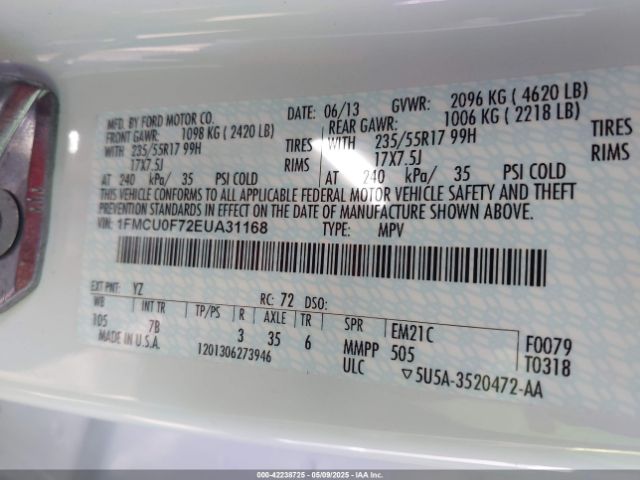 MFD. BY FORD MOTOR CO. DATE: 06/13 GVWR: 2096 KG ( 4620 LB)
FRONT GAWR: 1098 KG ( 2420 LB) REAR GAWR: 1006 KG ( 2218 LB)
WITH 235/55R17 99H TIRES WITH 235/55R17 99H TIRES
17X7.5J RIMS 17X7.5J RIMS
AT 240 kPa/ 35 PSI COLD AT 240 kPa/ 35 PSI COLD
THIS VEHICLE CONFORMS TO ALL APPLICABLE FEDERAL MOTOR VEHICLE SAFETY AND THEFT
PREVENTION STANDARDS IN EFFECT ON THE DATE OF MANUFACTURE SHOWN ABOVE.
VIN: 1FMCU0F72EUA31168 TYPE: MPV
EXT PNT: YZ RC: 72 DSO:
WB INT TR TP/PS R AXLE TR SPR EM21C F0079
105 7B 3 35 6 MMPP 505 T0318
MADE IN U.S.A. 1201306273946 ULC ▽5U5A-3520472-AA
000-42238725 - 05/09/2025 - IAAI.COM